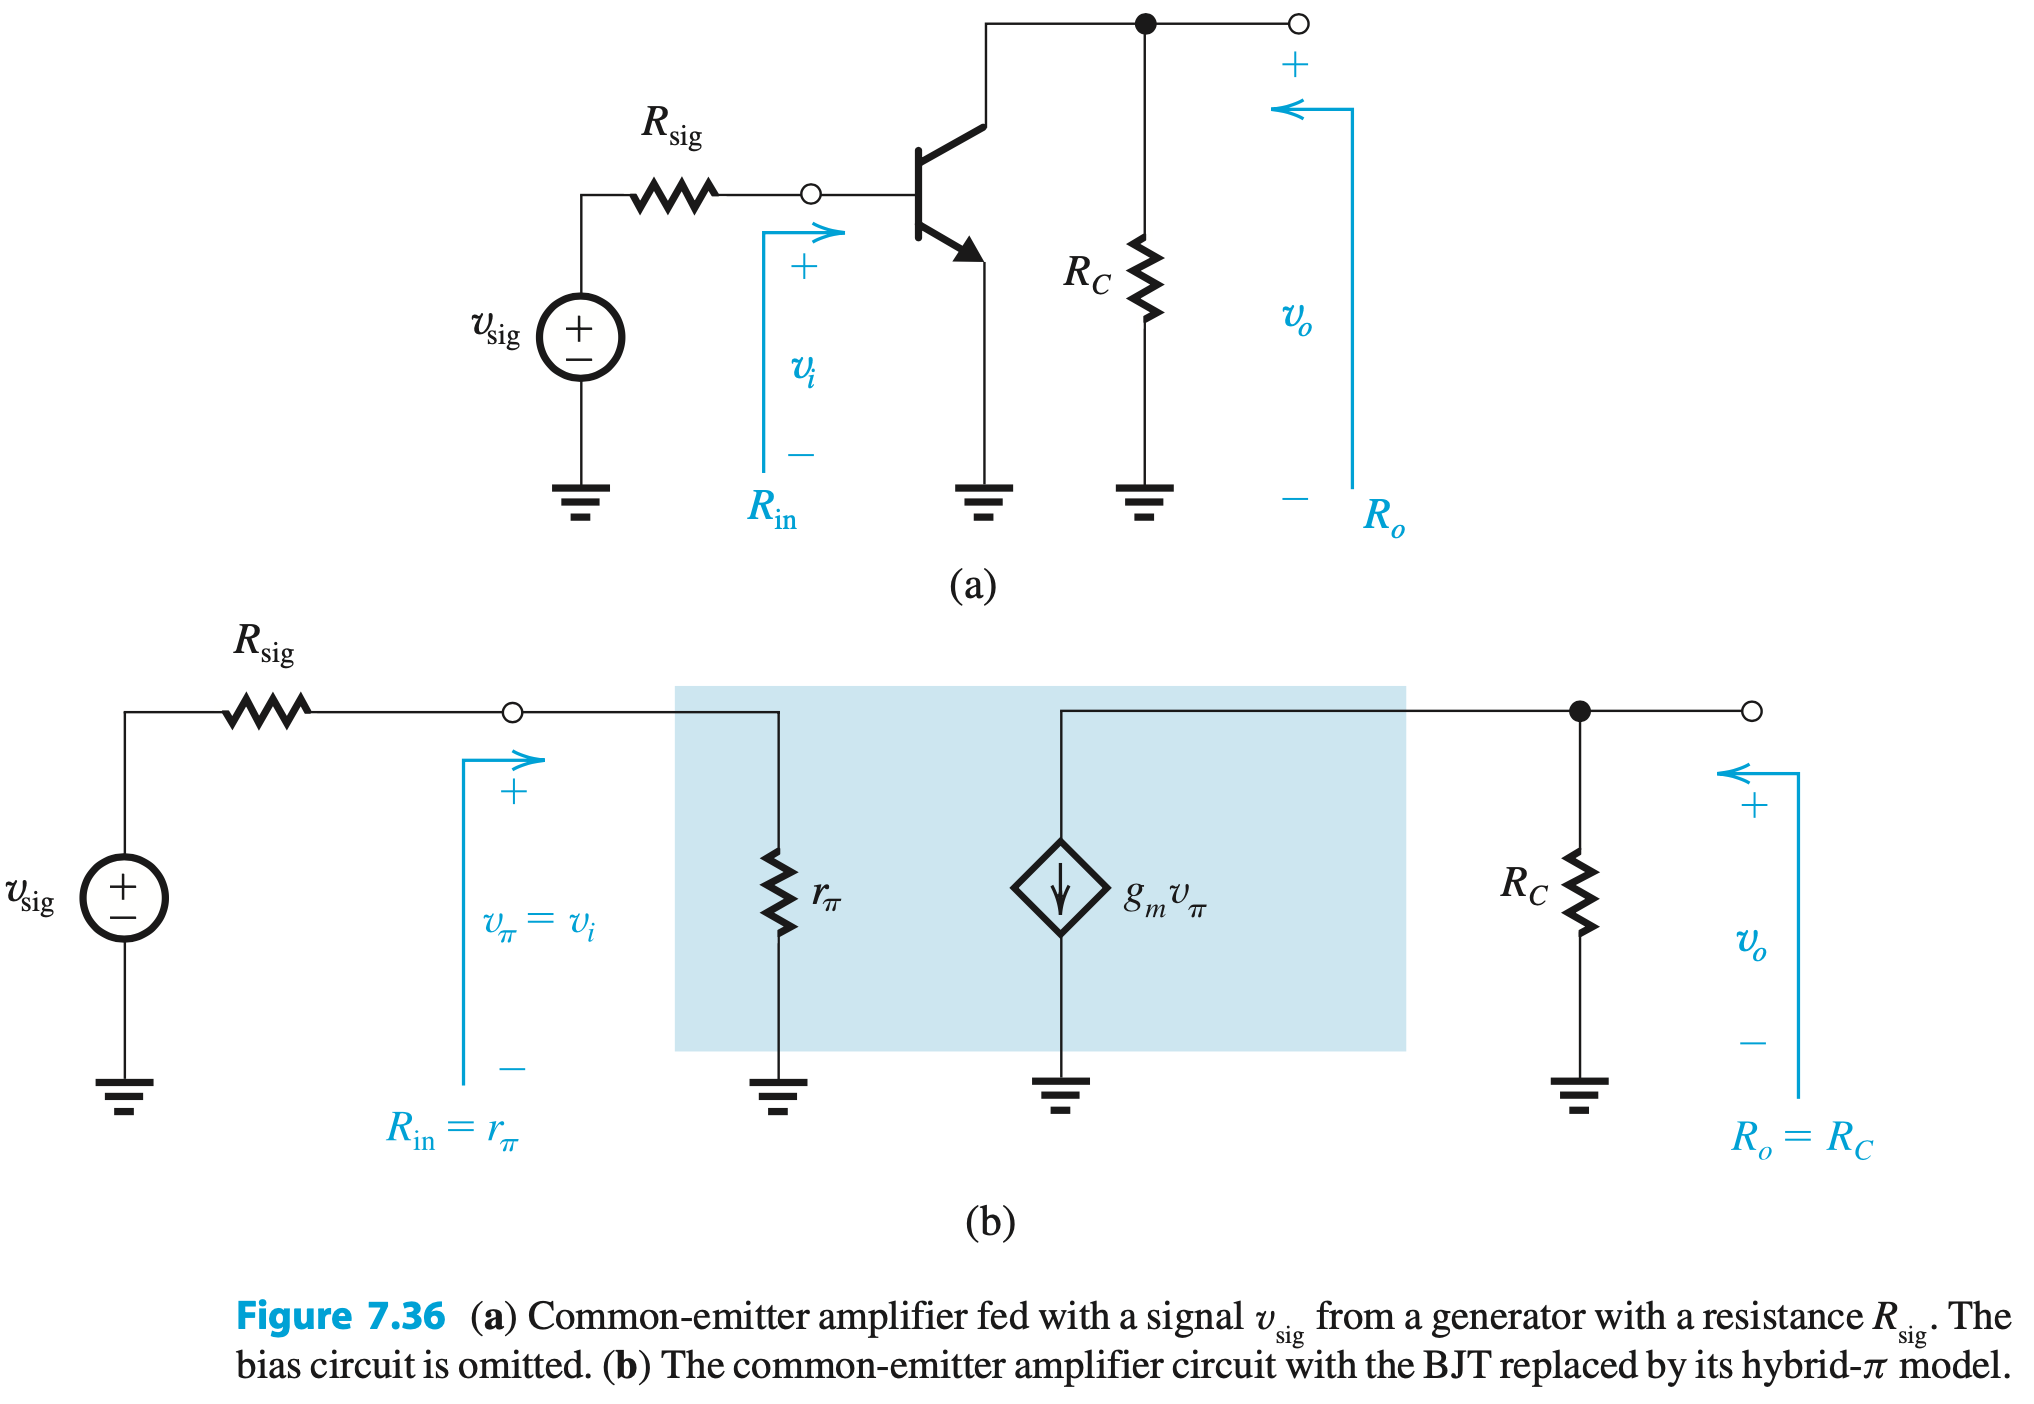 R_sig
v_sig
+
−
+
v_i
−
R_in
R_C
+
v_o
−
R_o
(a)
R_sig
v_sig
+
−
+
v_π = v_i
−
R_in = r_π
r_π
g_m v_π
R_C
+
v_o
−
R_o = R_C
(b)
Figure 7.36 (a) Common-emitter amplifier fed with a signal v_sig from a generator with a resistance R_sig. The
bias circuit is omitted. (b) The common-emitter amplifier circuit with the BJT replaced by its hybrid-π model.